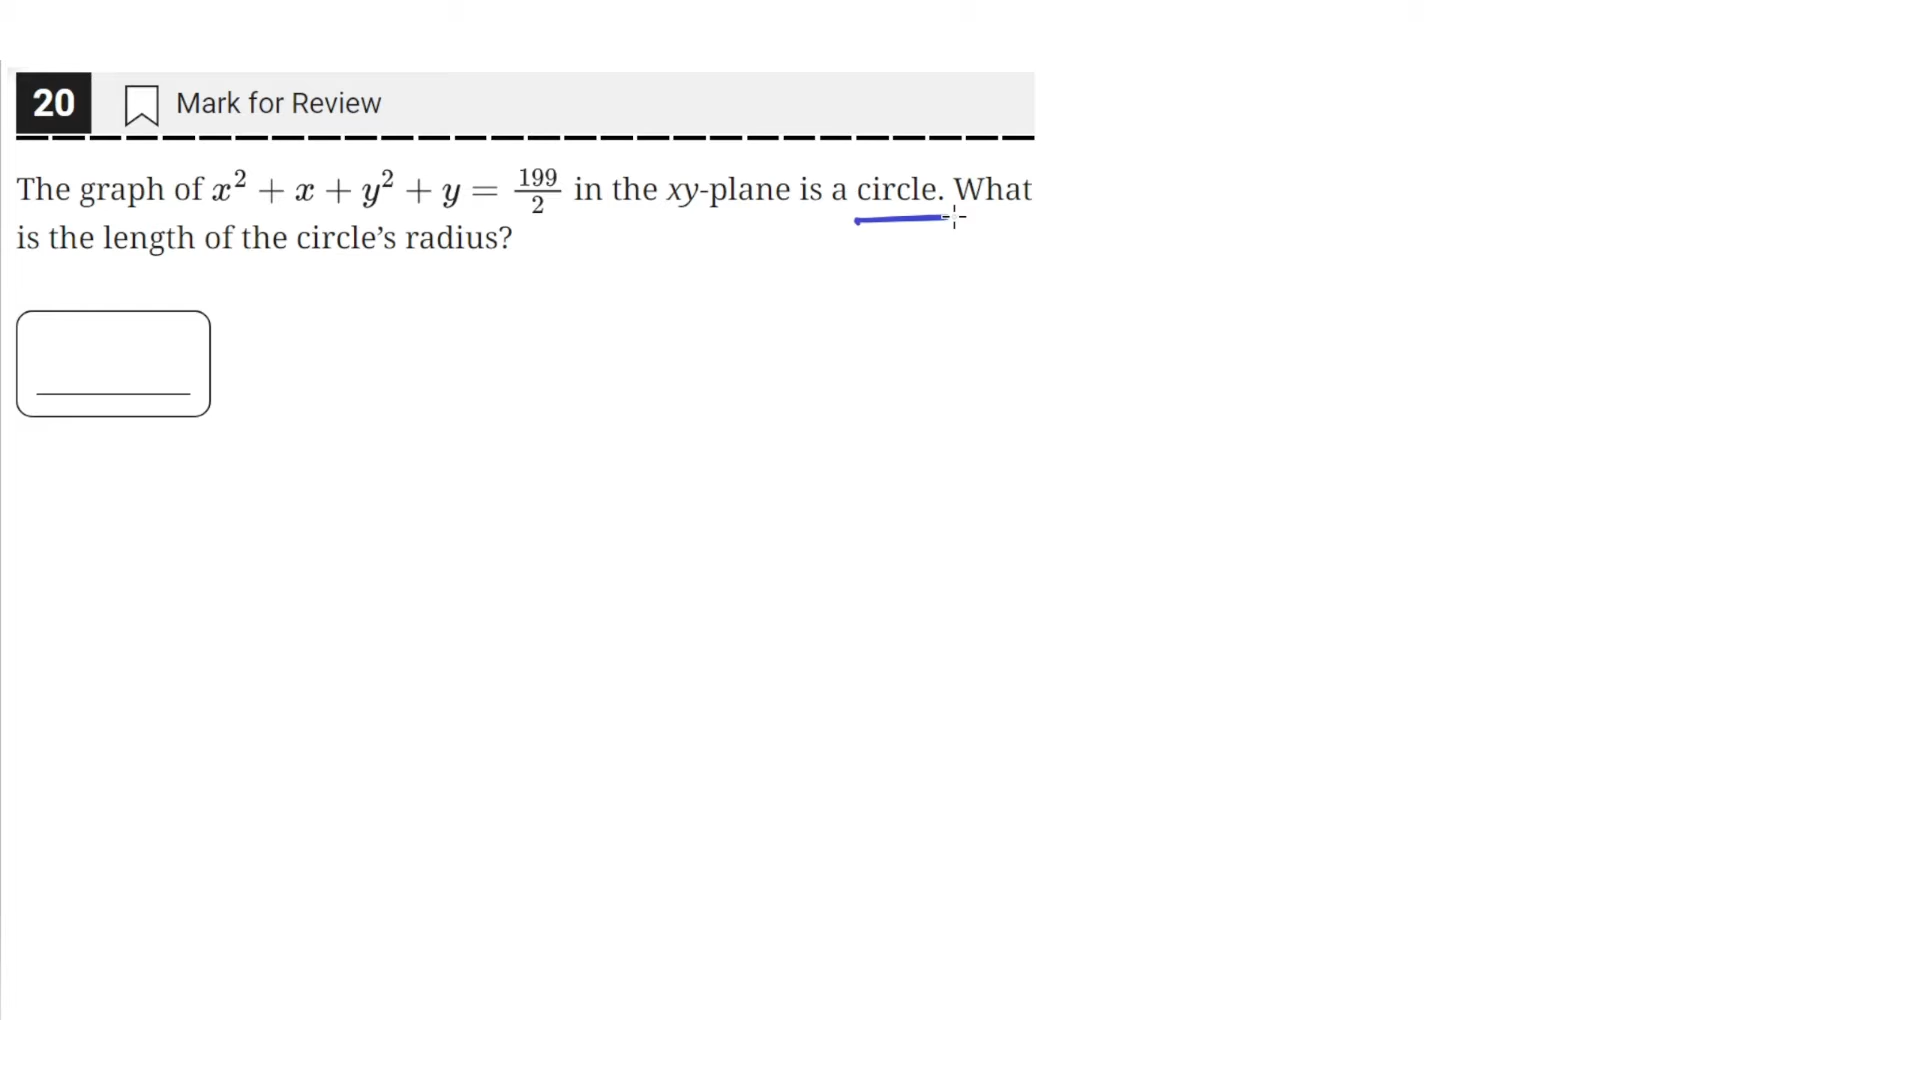 20 Mark for Review
The graph of x² + x + y² + y = 199/2 in the xy-plane is a circle. What
is the length of the circle’s radius?